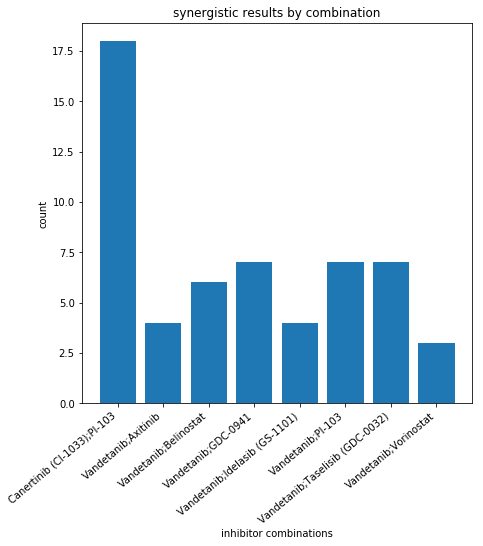 synergistic results by combination
17.5
15.0
12.5
10.0
7.5
5.0
2.5
0.0
count
Canertinib (CI-1033);PI-103
Vandetanib;Axitinib
Vandetanib;Belinostat
Vandetanib;GDC-0941
Vandetanib;Idelasib (GS-1101)
Vandetanib;PI-103
Vandetanib;Taselisib (GDC-0032)
Vandetanib;Vorinostat
inhibitor combinations